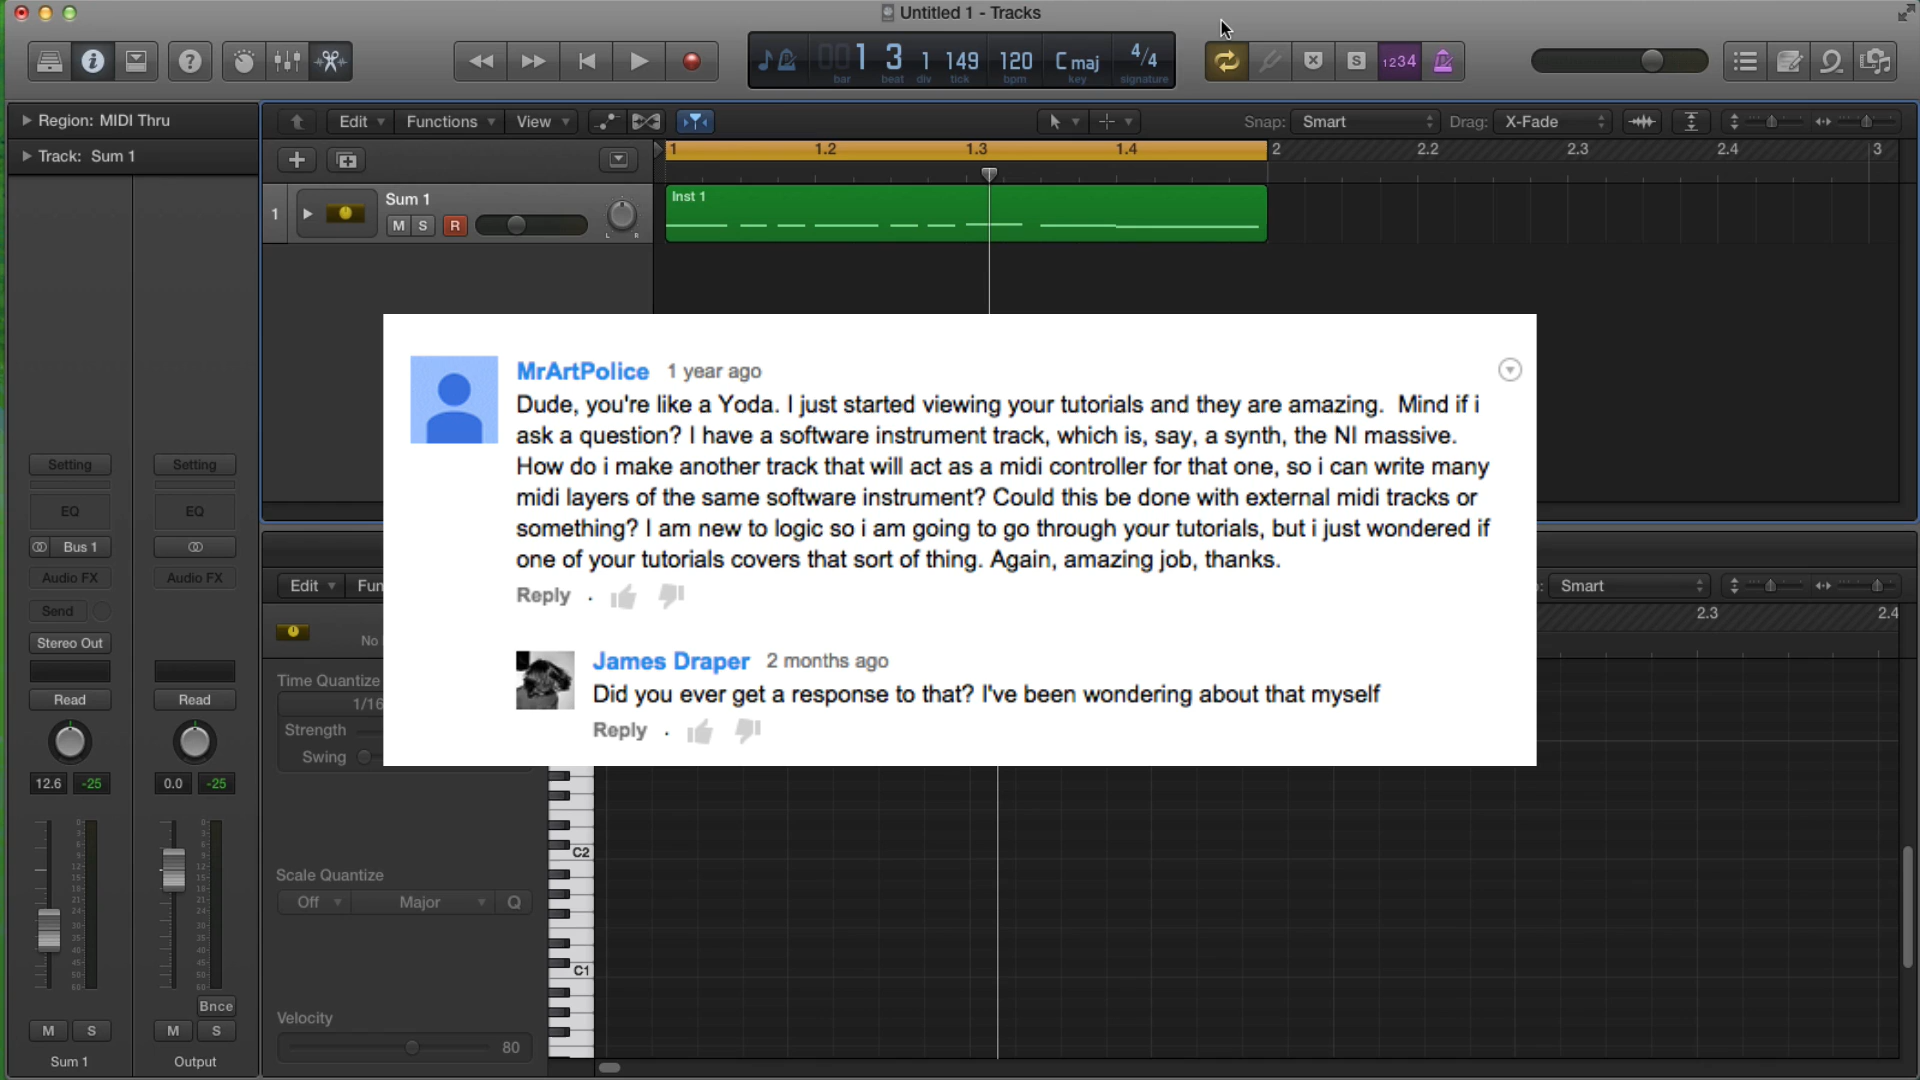 Untitled 1 - Tracks
001 3 1 149 120 C maj 4/4
bar beat div tick bpm key signature
1234
Region: MIDI Thru
Track: Sum 1
Edit Functions View
Snap: Smart Drag: X-Fade
1 1.2 1.3 1.4 2 2.2 2.3 2.4 3
1 Sum 1
M S R
L R
Inst 1
MrArtPolice 1 year ago
Dude, you're like a Yoda. I just started viewing your tutorials and they are amazing. Mind if i
ask a question? I have a software instrument track, which is, say, a synth, the NI massive.
How do i make another track that will act as a midi controller for that one, so i can write many
midi layers of the same software instrument? Could this be done with external midi tracks or
something? I am new to logic so i am going to go through your tutorials, but i just wondered if
one of your tutorials covers that sort of thing. Again, amazing job, thanks.
Reply .
James Draper 2 months ago
Did you ever get a response to that? I've been wondering about that myself
Reply .
Setting Setting
EQ EQ
Bus 1
Audio FX Audio FX
Send
Stereo Out
Read Read
12.6 -25 0.0 -25
Bnce
M S M S
Sum 1 Output
Edit Fun
Smart
2.3 2.4
No
Time Quantize
1/16
Strength
Swing
Scale Quantize
Off Major Q
Velocity
80
C2
C1